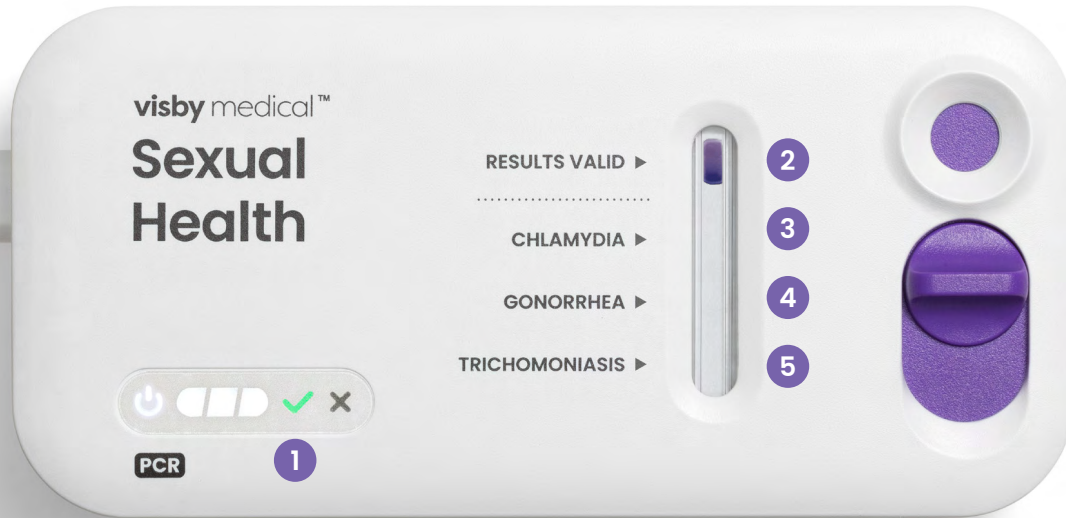 visby medical™
Sexual
Health
RESULTS VALID ▶
CHLAMYDIA ▶
GONORRHEA ▶
TRICHOMONIASIS ▶
2
3
4
5
1
PCR